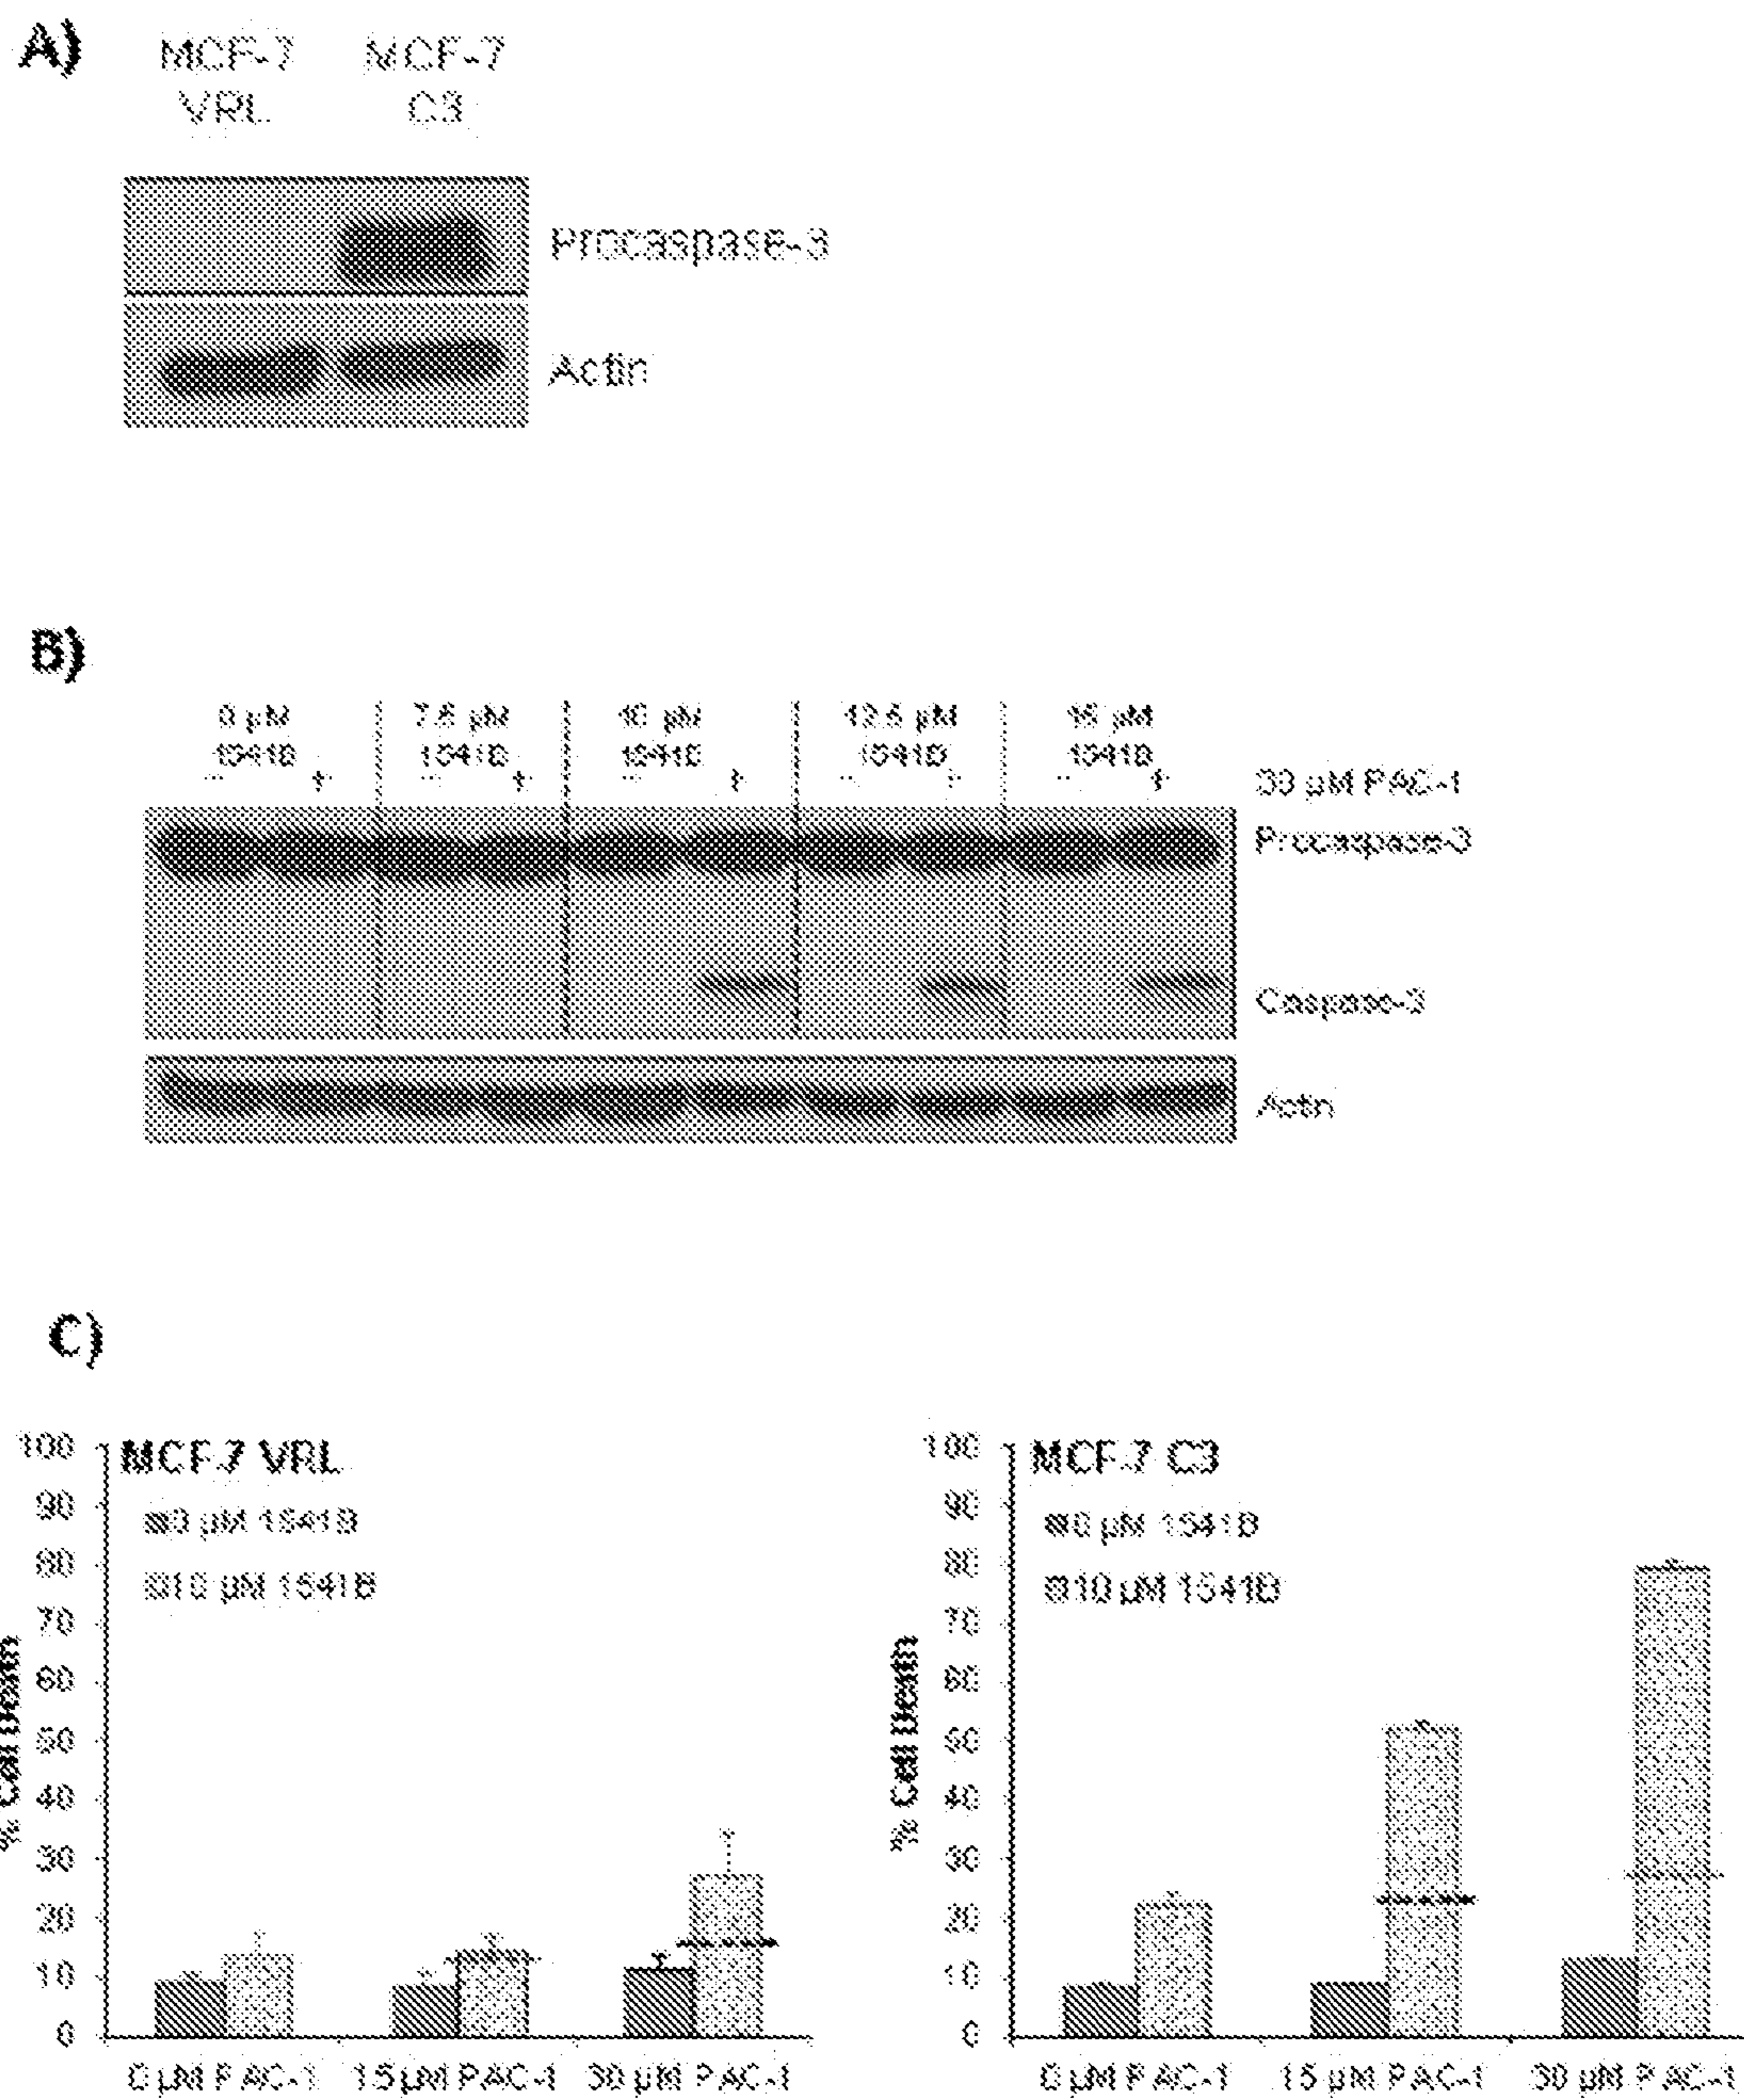 A)
MCF-7 MCF-7
VRL C3
Procaspase-3
Actin
B)
0 µM 7.5 µM 10 µM 12.5 µM 15 µM
1541B 1541B 1541B 1541B 1541B
- + - + - + - + - + 30 µM PAC-1
Procaspase-3
Caspase-3
Actin
C)
MCF-7 VRL
0 µM 1541B
10 µM 1541B
% Cell Death
100
90
80
70
60
50
40
30
20
10
0
0 µM PAC-1 15 µM PAC-1 30 µM PAC-1
MCF-7 C3
0 µM 1541B
10 µM 1541B
% Cell Death
100
90
80
70
60
50
40
30
20
10
0
0 µM PAC-1 15 µM PAC-1 30 µM PAC-1